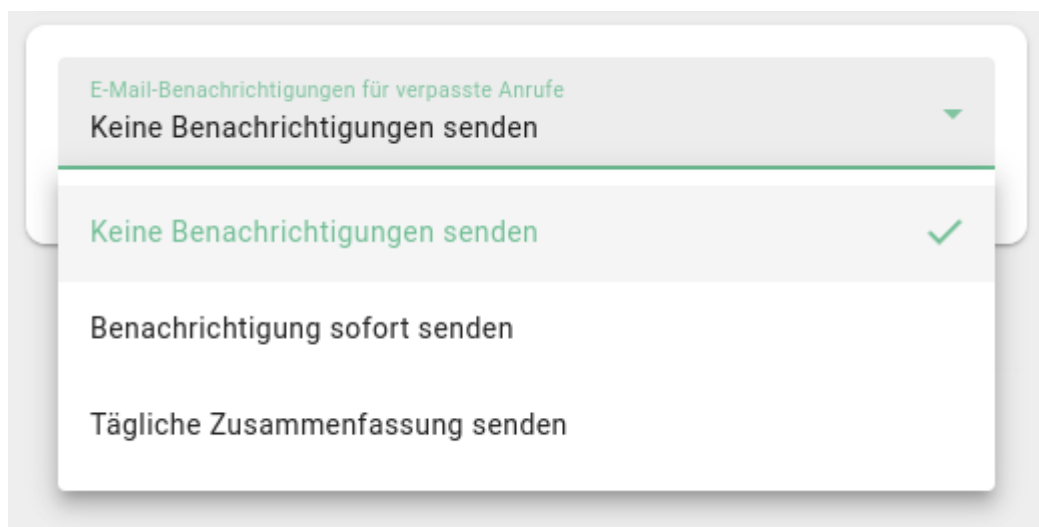 E-Mail-Benachrichtigungen für verpasste Anrufe
Keine Benachrichtigungen senden
Keine Benachrichtigungen senden
Benachrichtigung sofort senden
Tägliche Zusammenfassung senden